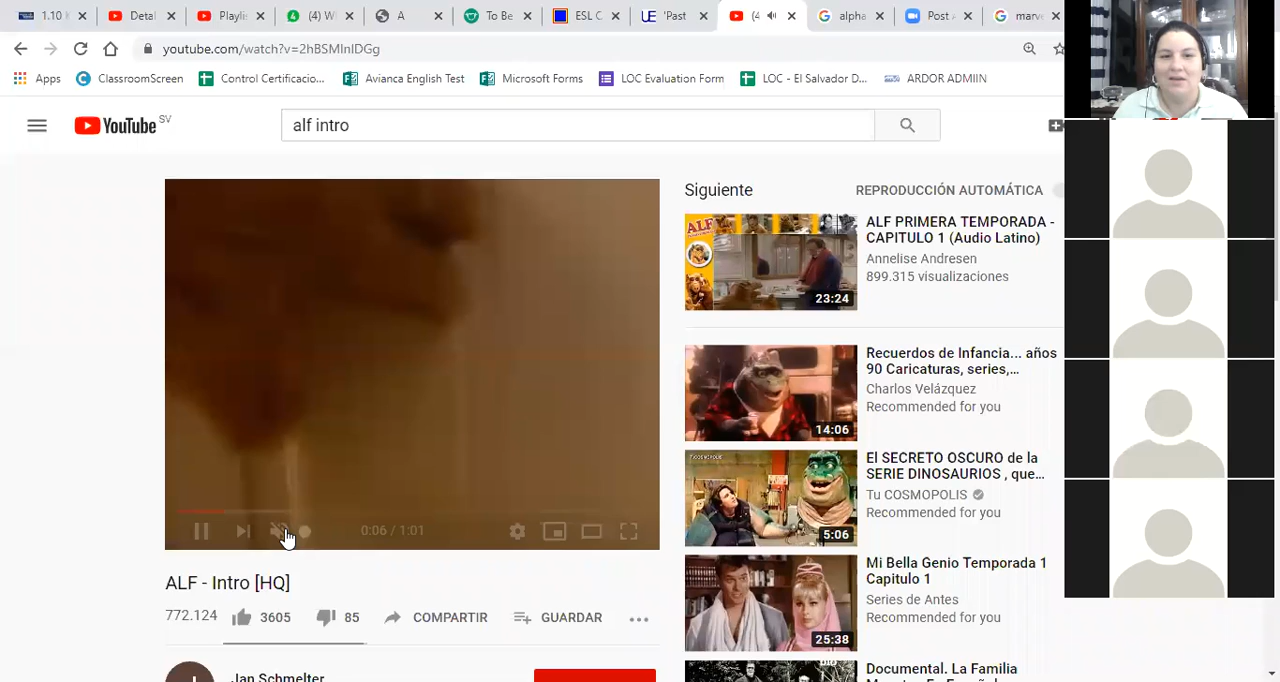 1.10 M
Detal
Playlis
(4) W
A
To Be
ESL C
'Past
(4
alpha
Post A
marve
youtube.com/watch?v=2hBSMlnIDGg
Apps
ClassroomScreen
Control Certificacio...
Avianca English Test
Microsoft Forms
LOC Evaluation Form
LOC - El Salvador D...
ARDOR ADMIIN
YouTube SV
alf intro
Siguiente
REPRODUCCIÓN AUTOMÁTICA
ALF PRIMERA TEMPORADA -
CAPITULO 1 (Audio Latino)
Annelise Andresen
899.315 visualizaciones
23:24
Recuerdos de Infancia... años
90 Caricaturas, series,...
Charlos Velázquez
Recommended for you
14:06
El SECRETO OSCURO de la
SERIE DINOSAURIOS , que...
Tu COSMOPOLIS
Recommended for you
5:06
0:06 / 1:01
ALF - Intro [HQ]
772.124
3605
85
COMPARTIR
GUARDAR
Mi Bella Genio Temporada 1
Capitulo 1
Series de Antes
Recommended for you
25:38
Jan Schmelter
Documental. La Familia